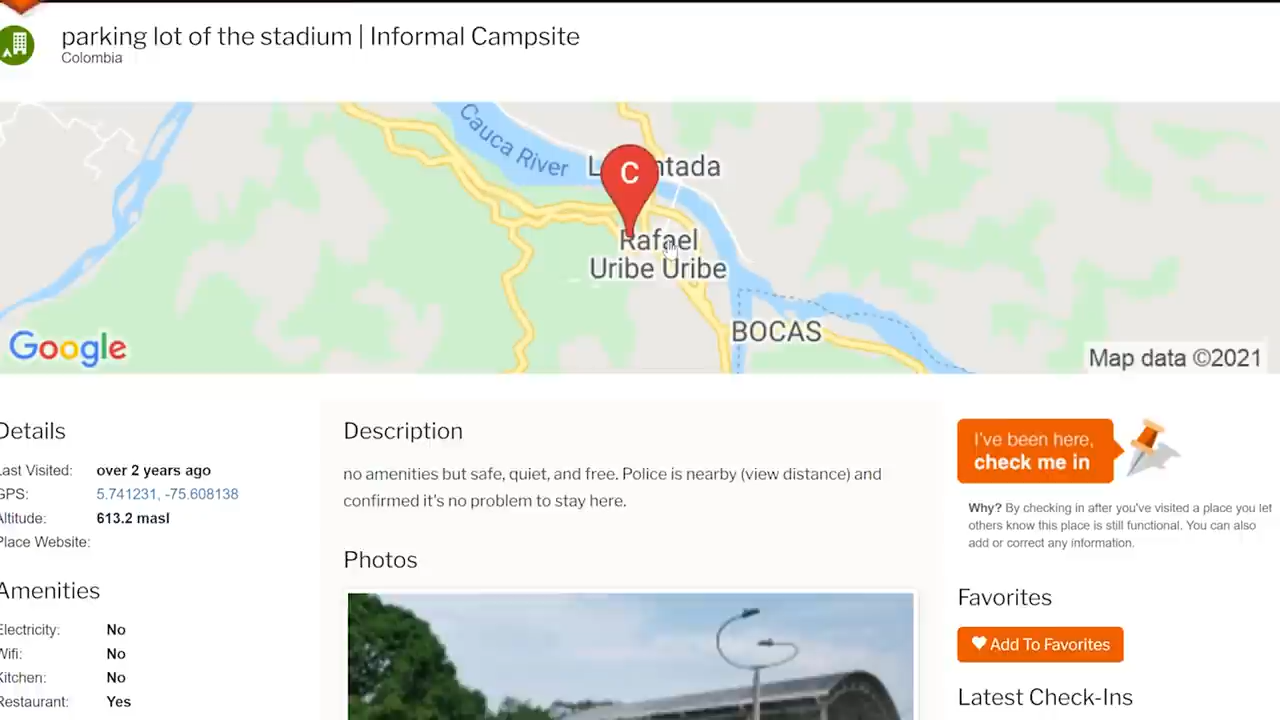 parking lot of the stadium | Informal Campsite
Colombia
Cauca River
C
Rafael
Uribe Uribe
BOCAS
Google
Map data ©2021
Details
Last Visited: over 2 years ago
GPS: 5.741231, -75.608138
Altitude: 613.2 masl
Place Website:
Amenities
Electricity: No
Wifi: No
Kitchen: No
Restaurant: Yes
Description
no amenities but safe, quiet, and free. Police is nearby (view distance) and
confirmed it's no problem to stay here.
Photos
I've been here,
check me in
Why? By checking in after you've visited a place you let
others know this place is still functional. You can also
add or correct any information.
Favorites
Add To Favorites
Latest Check-Ins